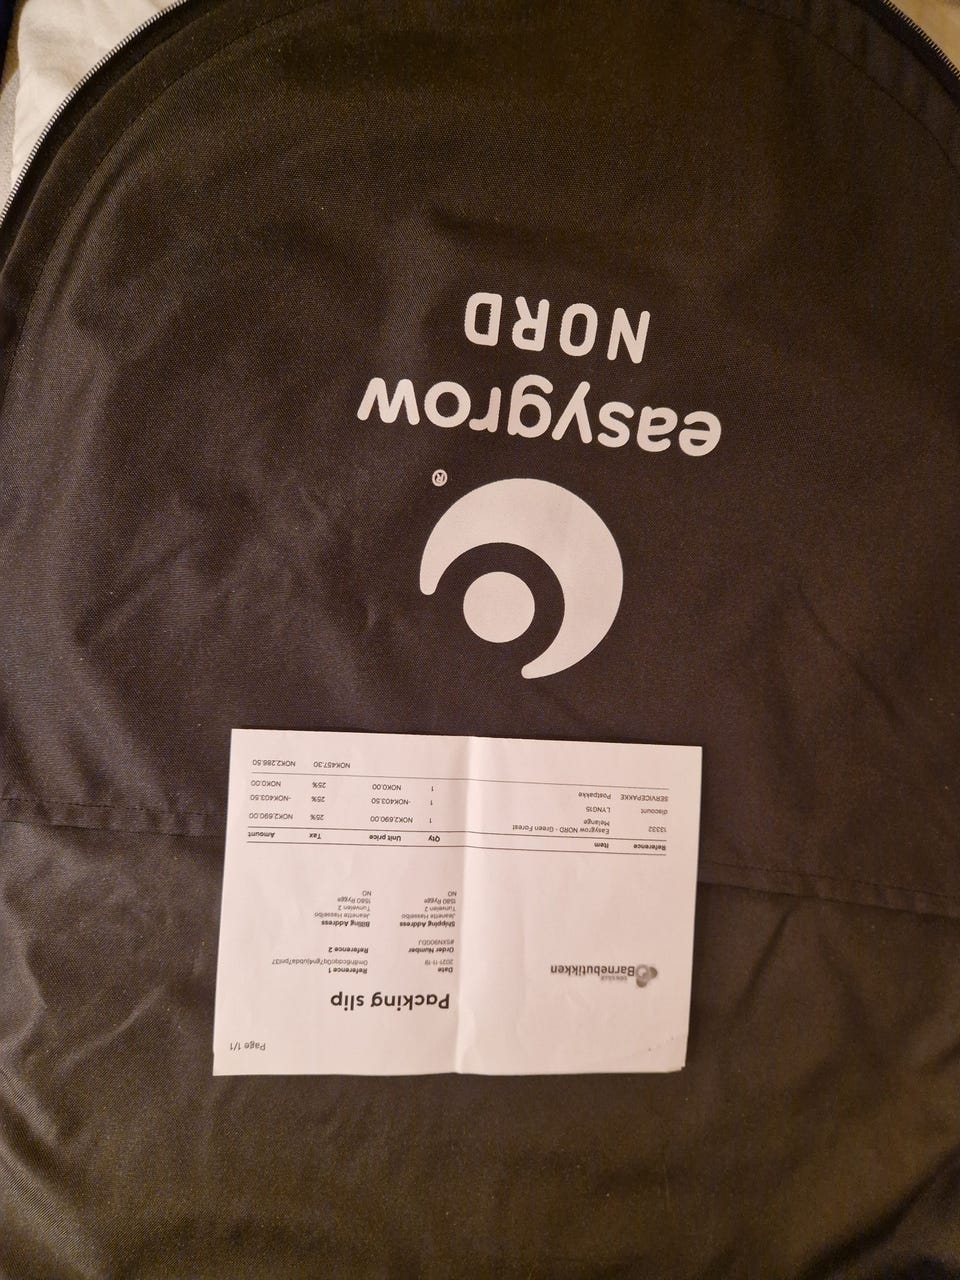 Page 1/1
Packing slip
Barnebutikken
Date
2021-11-19
Reference 1
Order Number
#SXN90GDJ
Reference 2
Shipping Address
Jeanette Hasselbo
Tunveien 2
1580 Rygge
NO
Billing Address
Jeanette Hasselbo
Tunveien 2
1580 Rygge
NO
Reference Item Qty Unit price Tax Amount
13332 Easygrow NORD - Green Forest Melange 1 NOK2,690.00 25% NOK2,690.00
discount LYNG15 1 -NOK403.50 25% -NOK403.50
SERVICEPAKKE Postpakke 1 NOK0.00 25% NOK0.00
NOK457.30 NOK2,286.50
®
easygrow
NORD